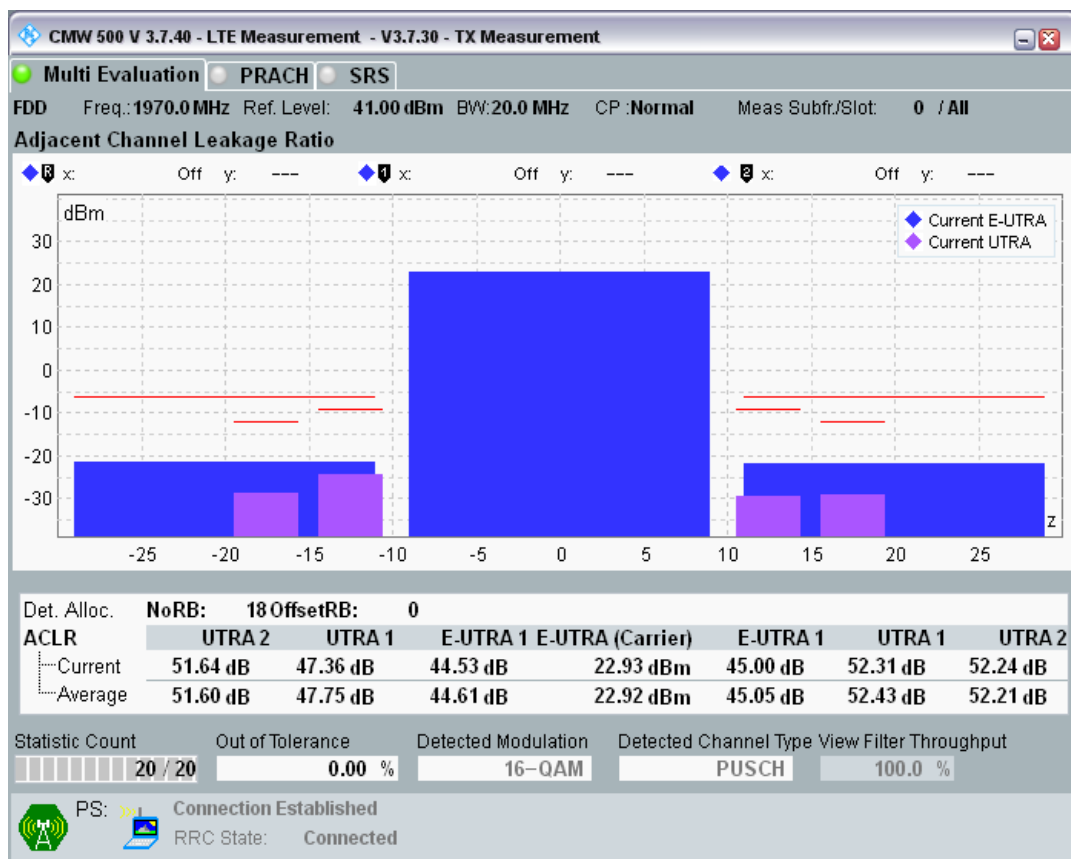 CMW 500 V 3.7.40 - LTE Measurement - V3.7.30 - TX Measurement
Multi Evaluation PRACH SRS
FDD Freq.:1970.0 MHz Ref. Level: 41.00 dBm BW:20.0 MHz CP :Normal Meas Subfr./Slot: 0 / All
Adjacent Channel Leakage Ratio
R x: Off y: --- 1 x: Off y: --- 2 x: Off y: ---
dBm
Current E-UTRA
Current UTRA
30
20
10
0
-10
-20
-30
z
-25 -20 -15 -10 -5 0 5 10 15 20 25
Det. Alloc. NoRB: 18 OffsetRB: 0
ACLR UTRA 2 UTRA 1 E-UTRA 1 E-UTRA (Carrier) E-UTRA 1 UTRA 1 UTRA 2
Current 51.64 dB 47.36 dB 44.53 dB 22.93 dBm 45.00 dB 52.31 dB 52.24 dB
Average 51.60 dB 47.75 dB 44.61 dB 22.92 dBm 45.05 dB 52.43 dB 52.21 dB
Statistic Count Out of Tolerance Detected Modulation Detected Channel Type View Filter Throughput
20 / 20 0.00 % 16-QAM PUSCH 100.0 %
PS: Connection Established
RRC State: Connected